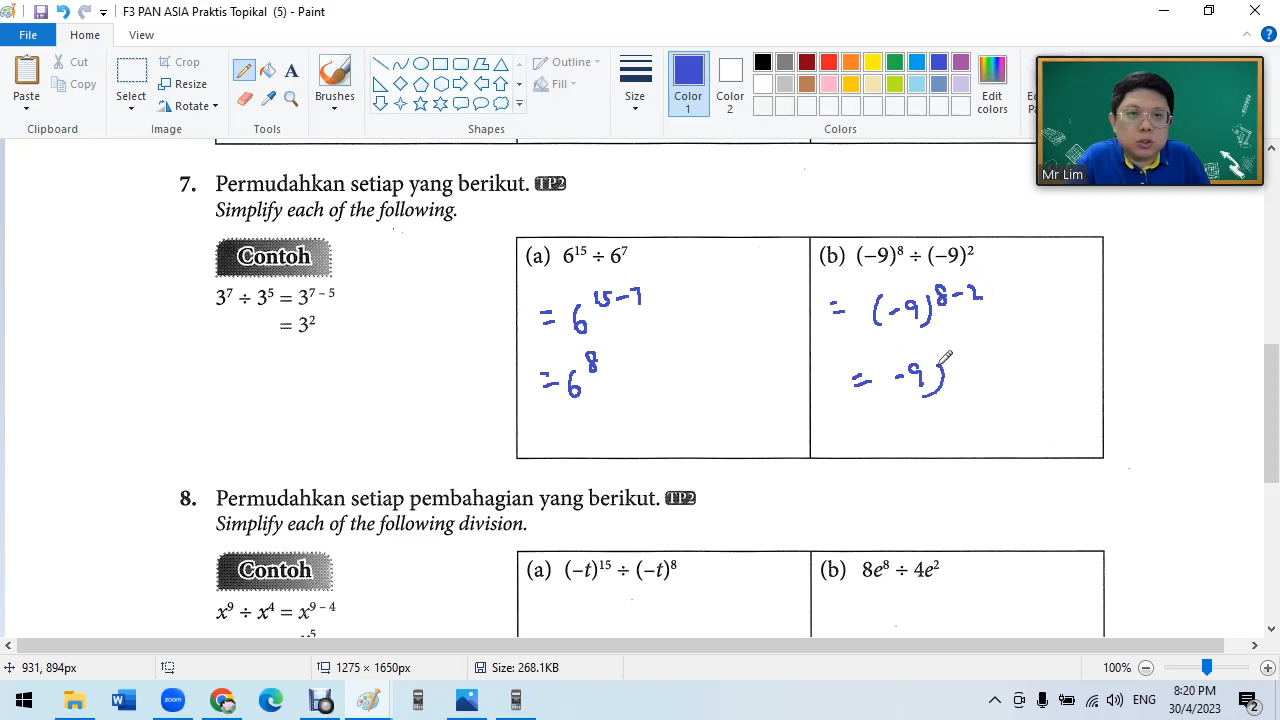 F3 PAN ASIA Praktis Topikal (5) - Paint
File Home View
Paste Cut Copy Clipboard
Select Crop Resize Rotate Image
A Tools
Brushes
Shapes Outline Fill
Size
Color 1 Color 2 Edit colors Colors
Mr Lim
7. Permudahkan setiap yang berikut. TP2
Simplify each of the following.
Contoh
3⁷ ÷ 3⁵ = 3⁷ ⁻ ⁵
= 3²
(a) 6¹⁵ ÷ 6⁷
= 6¹⁵⁻⁷
= 6⁸
(b) (−9)⁸ ÷ (−9)²
= (-9)⁸⁻²
= -9)
8. Permudahkan setiap pembahagian yang berikut. TP2
Simplify each of the following division.
Contoh
x⁹ ÷ x⁴ = x⁹ ⁻ ⁴
(a) (−t)¹⁵ ÷ (−t)⁸
(b) 8e⁸ ÷ 4e²
931, 894px 1275 × 1650px Size: 268.1KB 100%
zoom
ENG 8:20 PM 30/4/2023 2